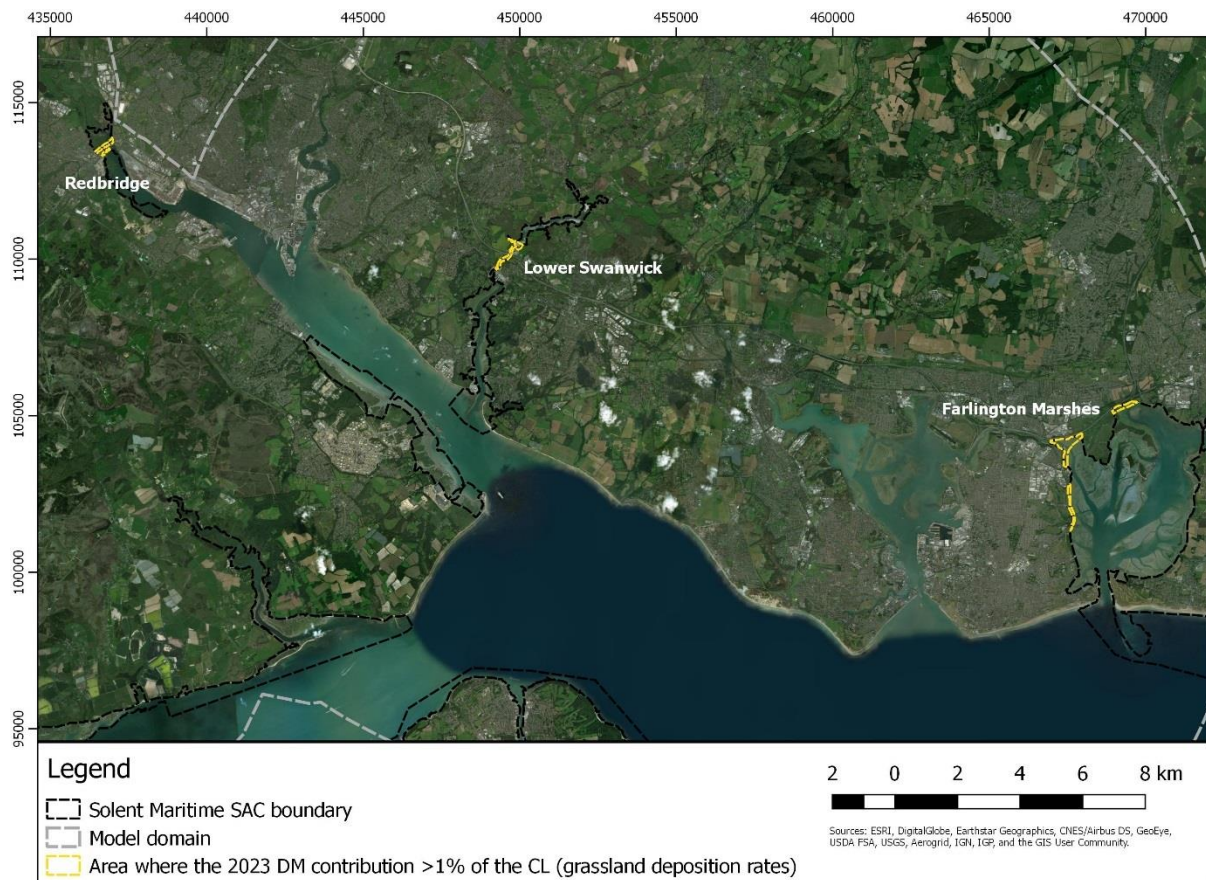 435000 440000 445000 450000 455000 460000 465000 470000
115000
110000
105000
100000
95000
Redbridge
Lower Swanwick
Farlington Marshes
Legend
Solent Maritime SAC boundary
Model domain
Area where the 2023 DM contribution >1% of the CL (grassland deposition rates)
2 0 2 4 6 8 km
Sources: ESRI, DigitalGlobe, Earthstar Geographics, CNES/Airbus DS, GeoEye,
USDA FSA, USGS, Aerogrid, IGN, IGP, and the GIS User Community.